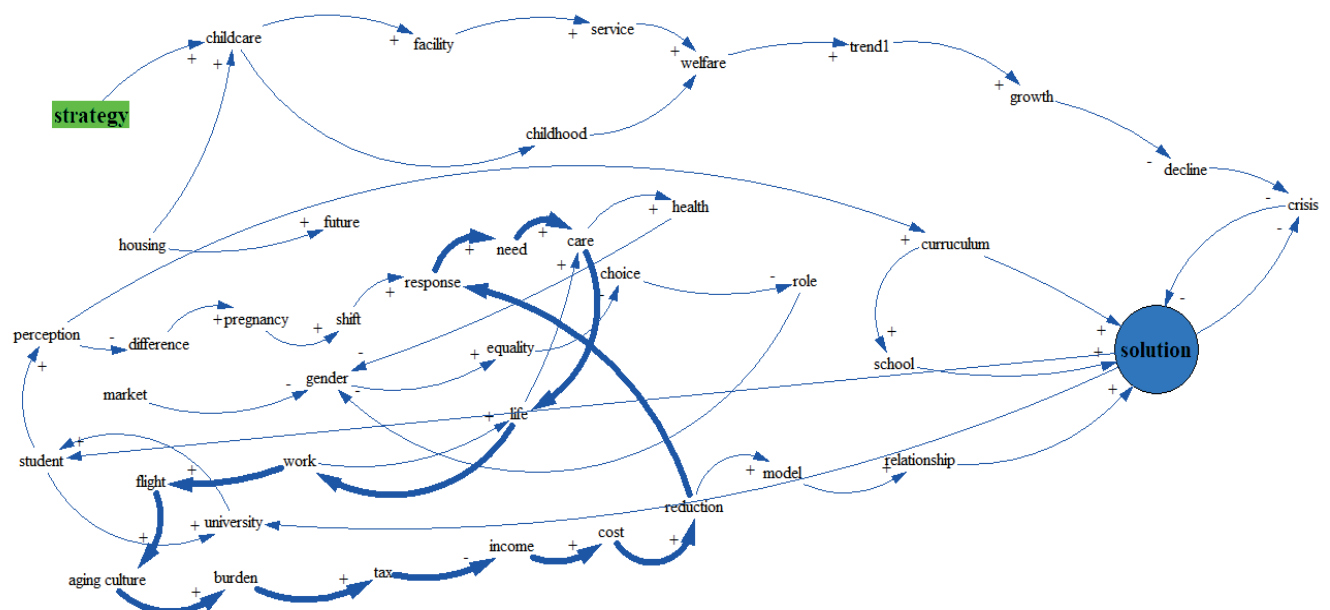 childcare
facility
service
welfare
trend1
growth
strategy
childhood
decline
crisis
housing
future
need
care
health
curuculum
response
choice
role
perception
difference
pregnancy
shift
equality
gender
school
solution
market
life
student
flight
work
model
relationship
university
reduction
aging culture
burden
tax
income
cost